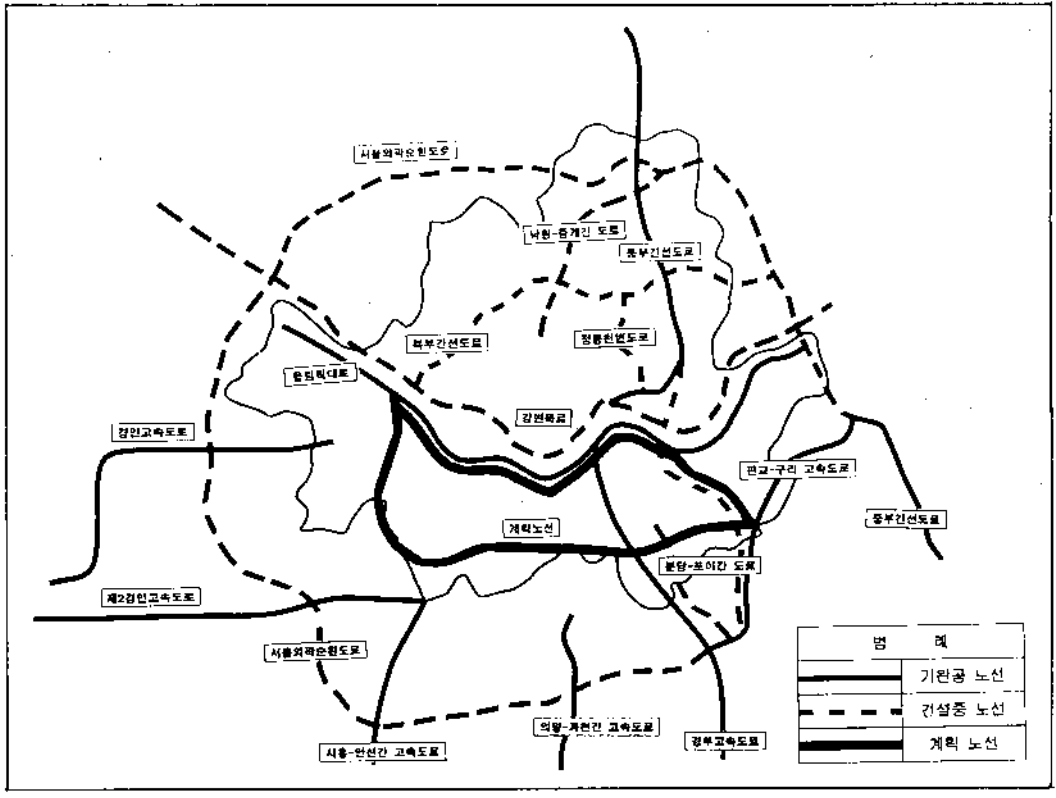 서울외곽순환도로
낙원-중계간 도로
동부간선도로
북부간선도로
정릉천변도로
올림픽대로
강변북로
경인고속도로
판교-구리 고속도로
계획노선
중부간선도로
분당-포이간 도로
제2경인고속도로
서울외곽순환도로
의왕-과천간 고속도로
경부고속도로
시흥-안선간 고속도로
범 례
기완공 노선
건설중 노선
계획 노선